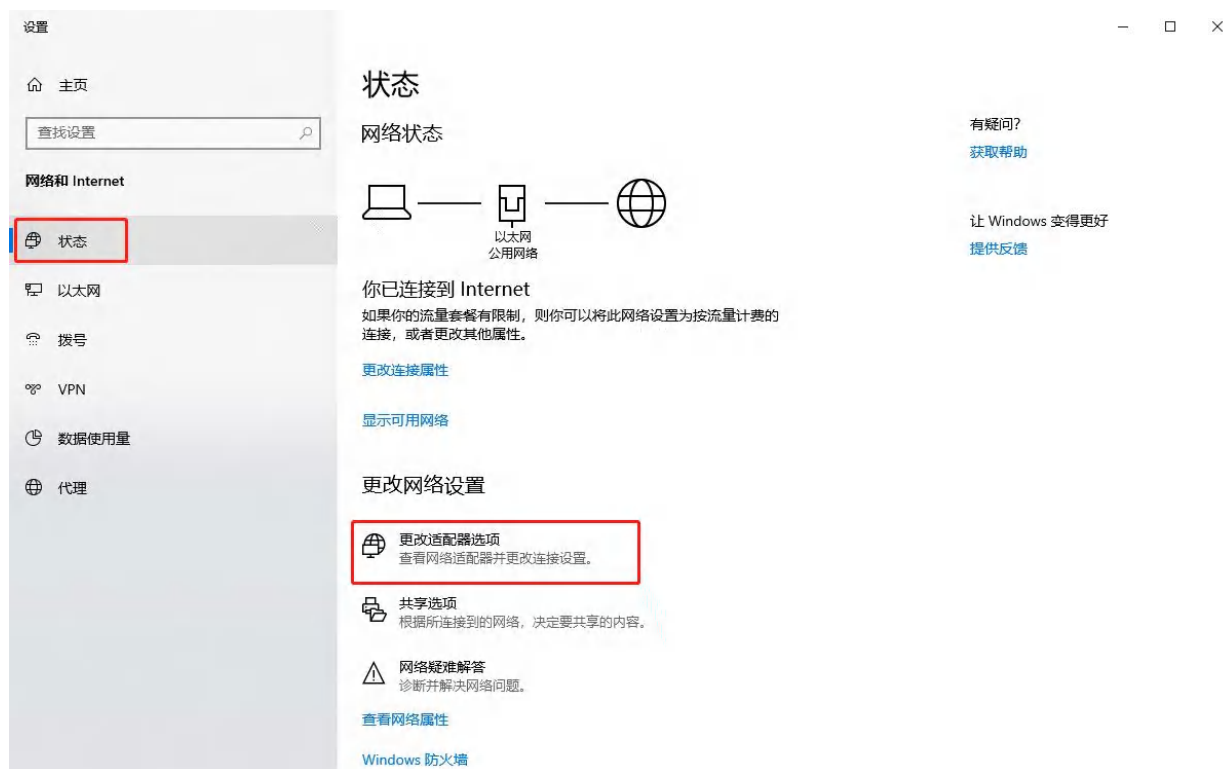 设置
主页
查找设置
网络和 Internet
状态
以太网
拨号
VPN
数据使用量
代理
状态
网络状态
以太网
公用网络
你已连接到 Internet
如果你的流量套餐有限制，则你可以将此网络设置为按流量计费的
连接，或者更改其他属性。
更改连接属性
显示可用网络
更改网络设置
更改适配器选项
查看网络适配器并更改连接设置。
共享选项
根据所连接到的网络，决定要共享的内容。
网络疑难解答
诊断并解决网络问题。
查看网络属性
Windows 防火墙
有疑问?
获取帮助
让 Windows 变得更好
提供反馈